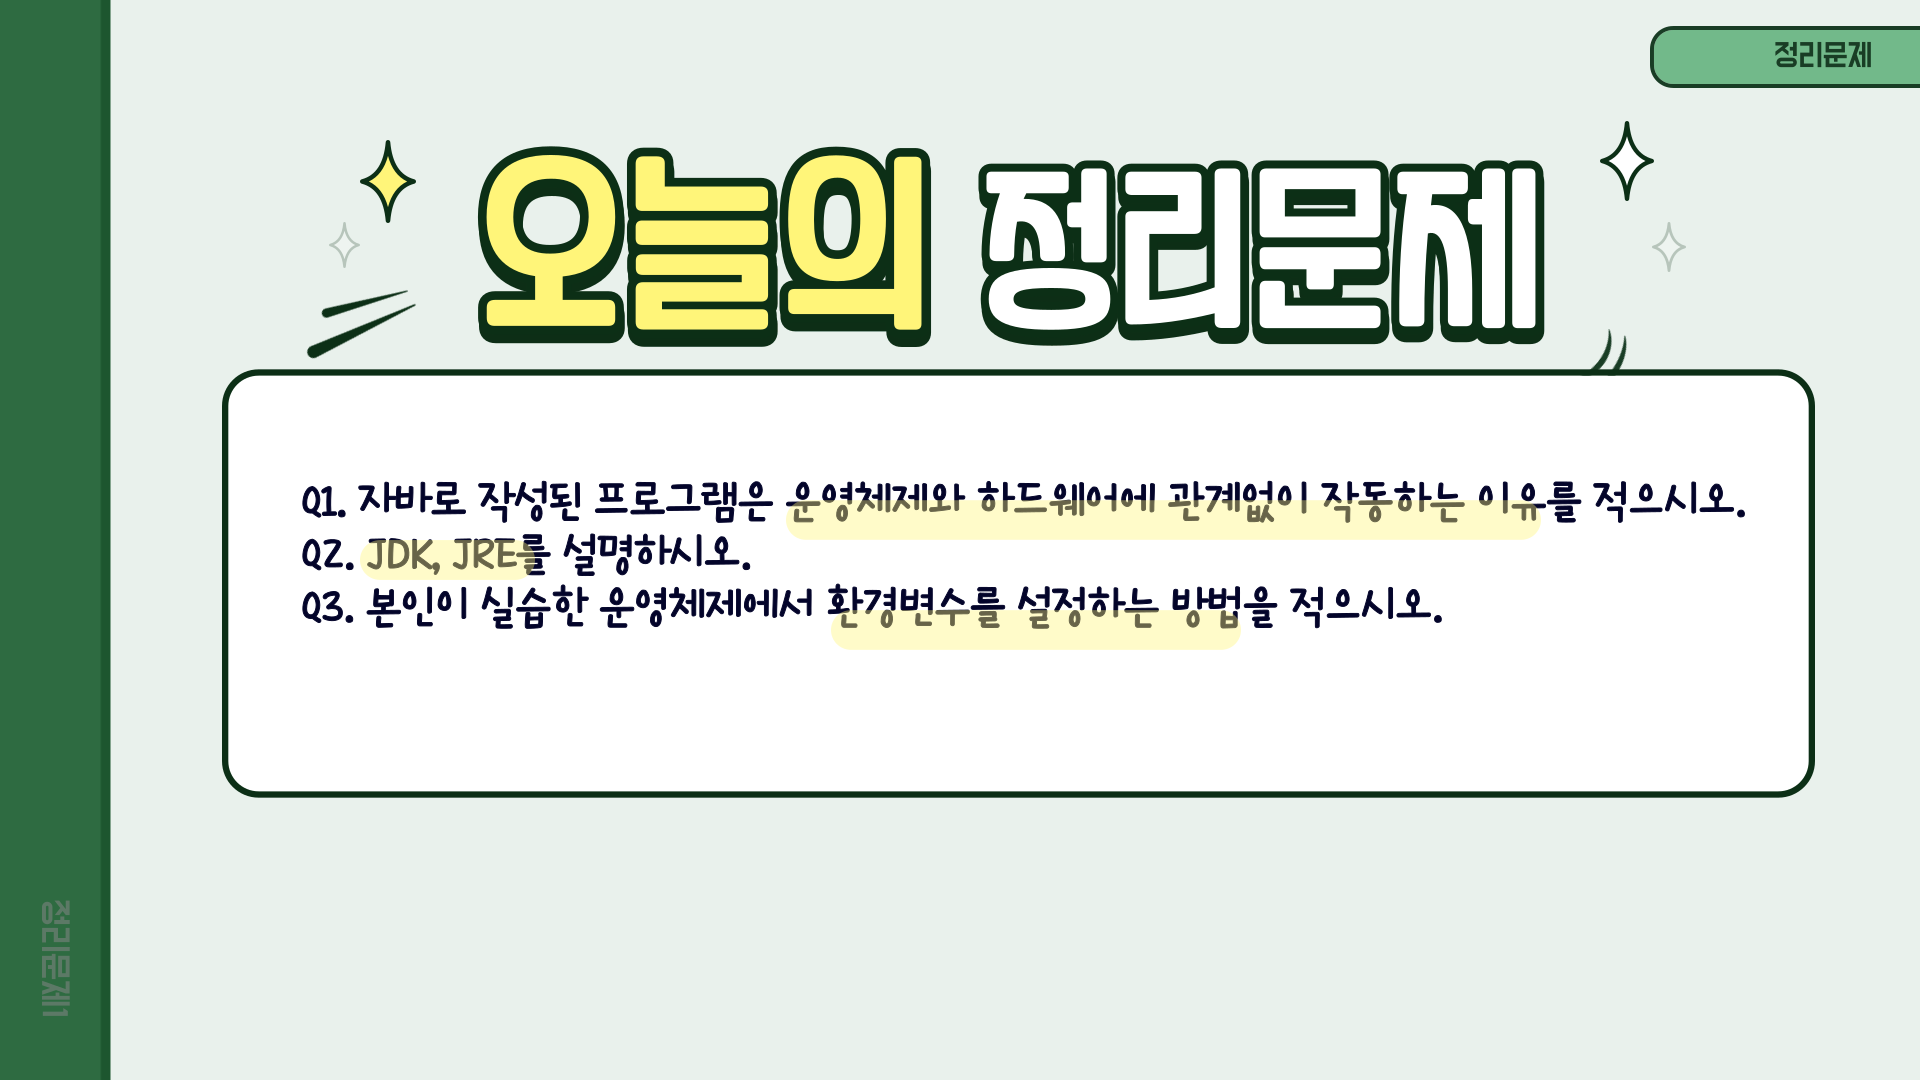 정리문제
오늘의 정리문제
Q1. 자바로 작성된 프로그램은 운영체제와 하드웨어에 관계없이 작동하는 이유를 적으시오.
Q2. JDK, JRE를 설명하시오.
Q3. 본인이 실습한 운영체제에서 환경변수를 설정하는 방법을 적으시오.
정리문제1